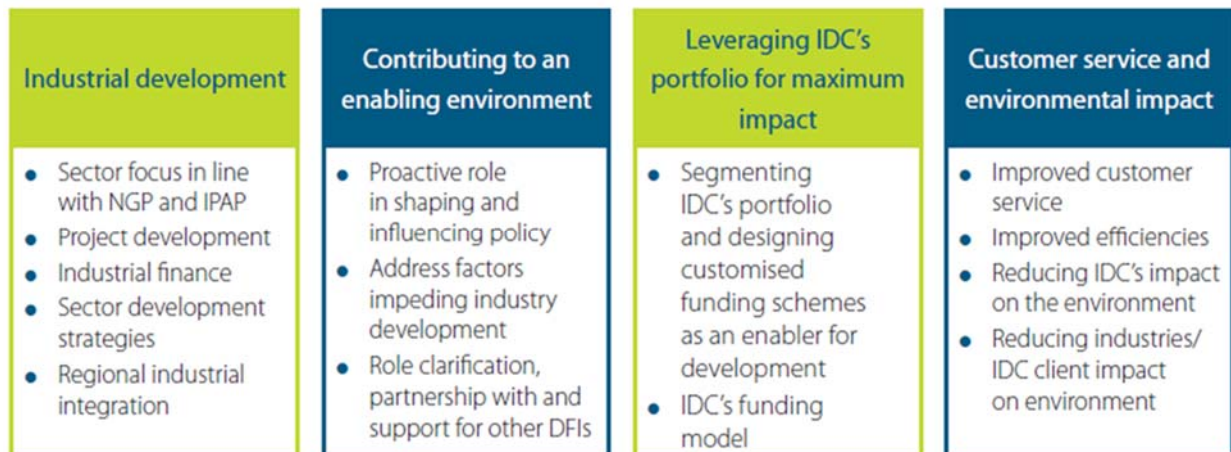 Industrial development
• Sector focus in line
with NGP and IPAP
• Project development
• Industrial finance
• Sector development
strategies
• Regional industrial
integration
Contributing to an
enabling environment
• Proactive role
in shaping and
influencing policy
• Address factors
impeding industry
development
• Role clarification,
partnership with and
support for other DFIs
Leveraging IDC's
portfolio for maximum
impact
• Segmenting
IDC's portfolio
and designing
customised
funding schemes
as an enabler for
development
• IDC's funding
model
Customer service and
environmental impact
• Improved customer
service
• Improved efficiencies
• Reducing IDC's impact
on the environment
• Reducing industries/
IDC client impact
on environment